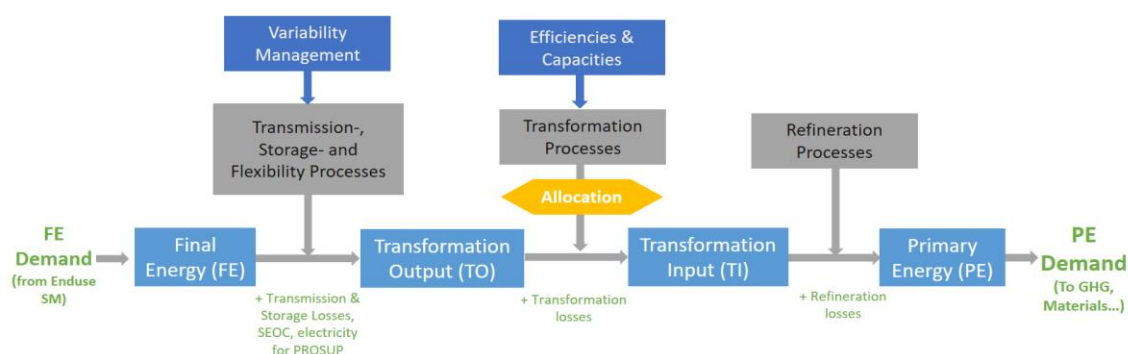 Variability
Management
Efficiencies &
Capacities
Transmission-,
Storage- and
Flexibility Processes
Transformation
Processes
Refineration
Processes
Allocation
FE
Demand
(from Enduse
SM)
Final
Energy (FE)
Transformation
Output (TO)
Transformation
Input (TI)
Primary
Energy (PE)
PE
Demand
(To GHG,
Materials...)
+ Transmission &
Storage Losses,
SEOC, electricity
for PROSUP
+ Transformation
losses
+ Refineration
losses